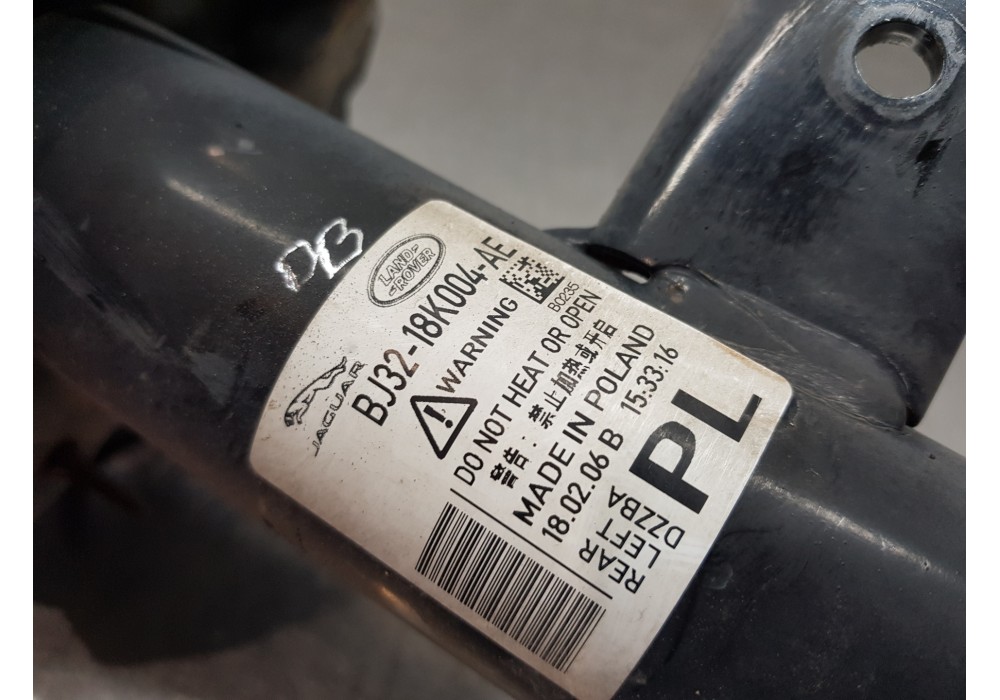 DB
JAGUAR
LAND-
-ROVER
BJ32-18K004-AE
WARNING
B0235
DO NOT HEAT OR OPEN
警告: 禁止加热或开启
MADE IN POLAND
18.02.06 B 15:33:16
REAR
LEFT
DZZBA
PL